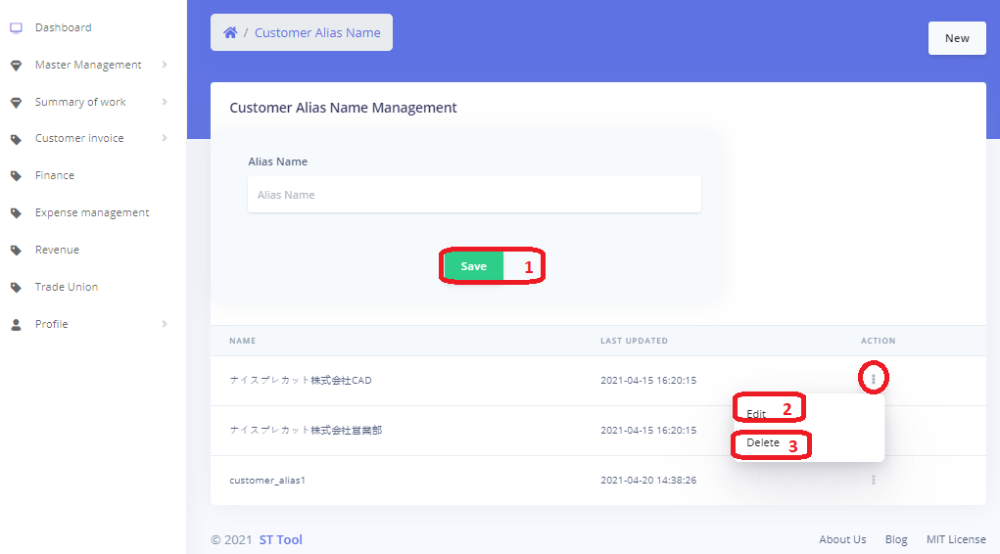 Dashboard
Master Management
Summary of work
Customer invoice
Finance
Expense management
Revenue
Trade Union
Profile
/ Customer Alias Name
New
Customer Alias Name Management
Alias Name
Alias Name
Save 1
NAME LAST UPDATED ACTION
ナイスプレカット株式会社CAD 2021-04-15 16:20:15
Edit 2
ナイスプレカット株式会社営業部 2021-04-15 16:20:15
Delete 3
customer_alias1 2021-04-20 14:38:26
© 2021 ST Tool
About Us Blog MIT License